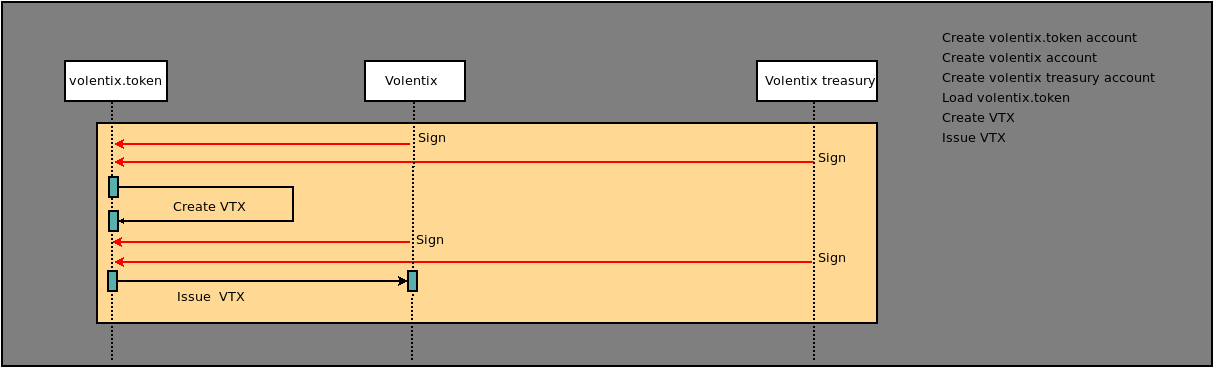 Create volentix.token account
Create volentix account
Create volentix treasury account
Load volentix.token
Create VTX
Issue VTX
volentix.token
Volentix
Volentix treasury
Sign
Sign
Create VTX
Sign
Sign
Issue  VTX